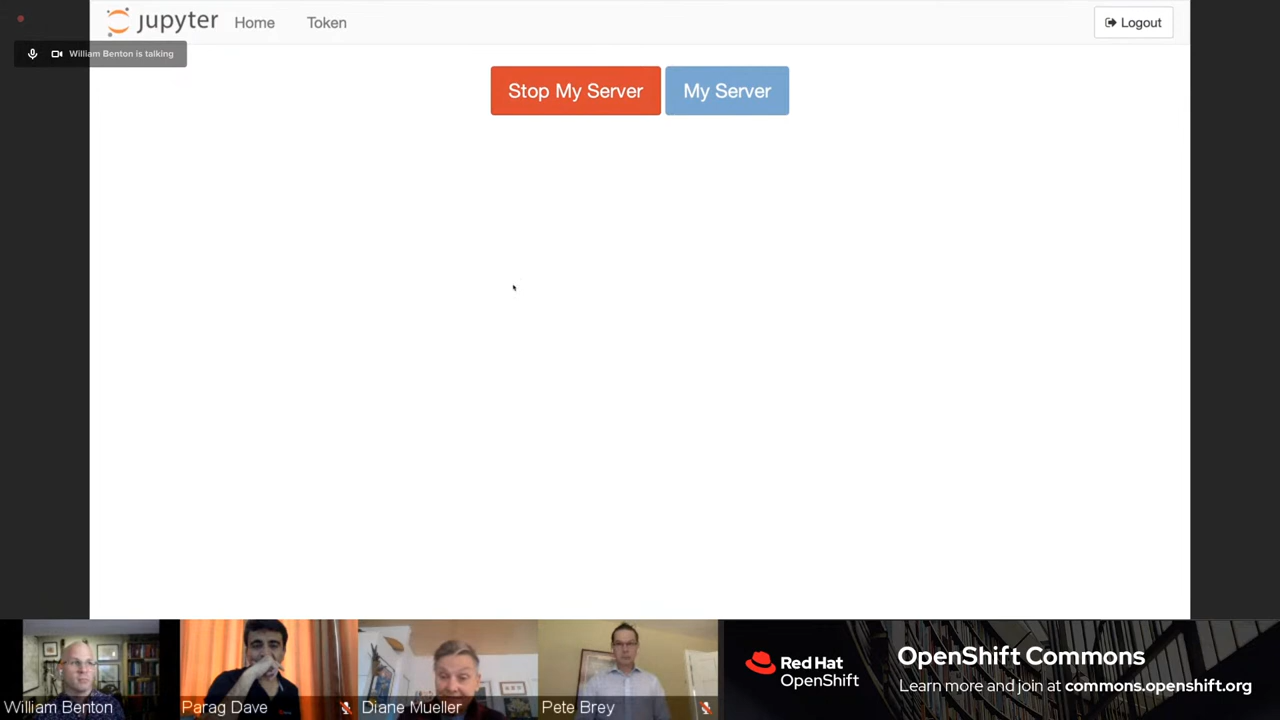 jupyter Home Token Logout
William Benton is talking
Stop My Server My Server
William Benton Parag Dave Diane Mueller Pete Brey
Red Hat
OpenShift
OpenShift Commons
Learn more and join at commons.openshift.org